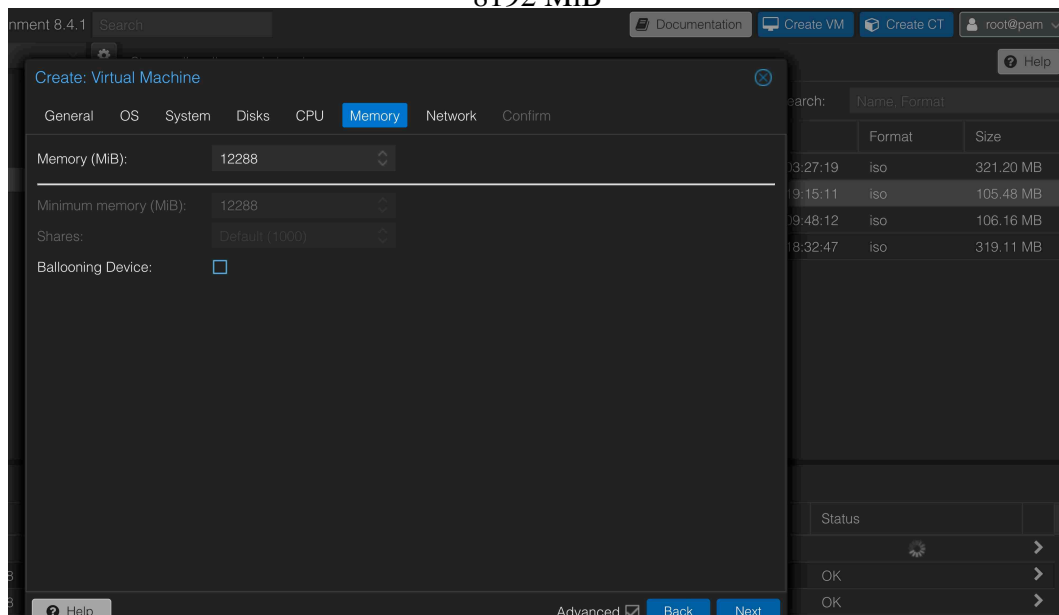 8192 MiB
nment 8.4.1 Search Documentation Create VM Create CT root@pam
Help
Create: Virtual Machine
earch: Name, Format
General OS System Disks CPU Memory Network Confirm
Format Size
Memory (MiB): 12288
03:27:19 iso 321.20 MB
19:15:11 iso 105.48 MB
Minimum memory (MiB): 12288
09:48:12 iso 106.16 MB
Shares: Default (1000)
18:32:47 iso 319.11 MB
Ballooning Device:
Status
8 OK
8 OK
Help Advanced Back Next